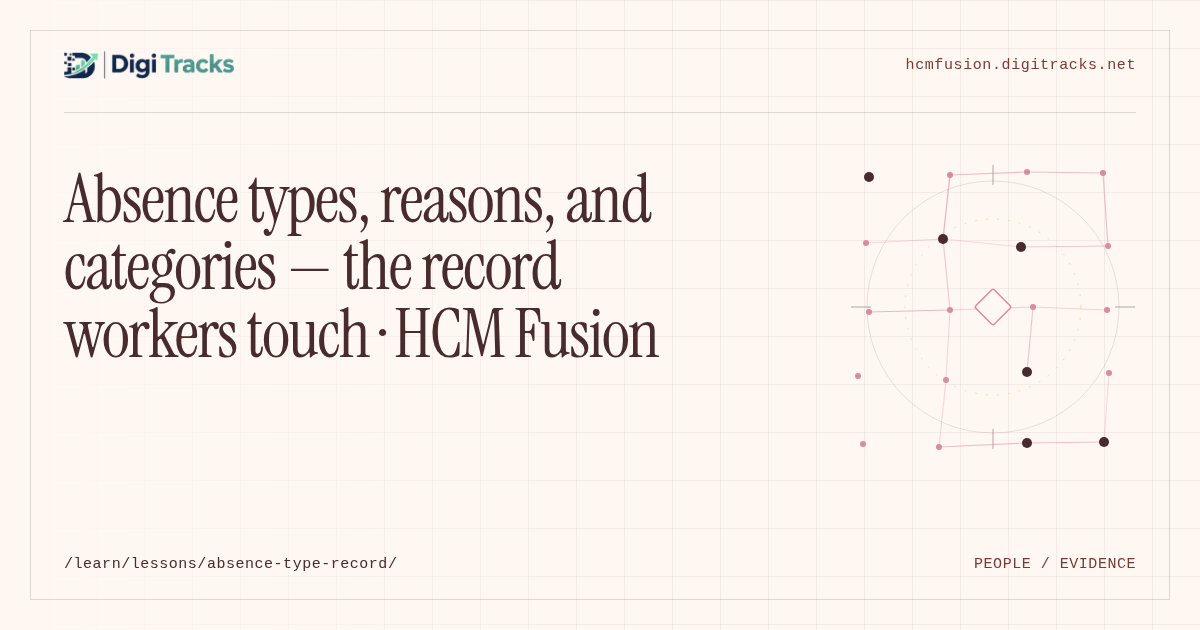 Digi Tracks
hcmfusion.digitracks.net
Absence types, reasons, and
categories — the record
workers touch · HCM Fusion
/learn/lessons/absence-type-record/
PEOPLE / EVIDENCE